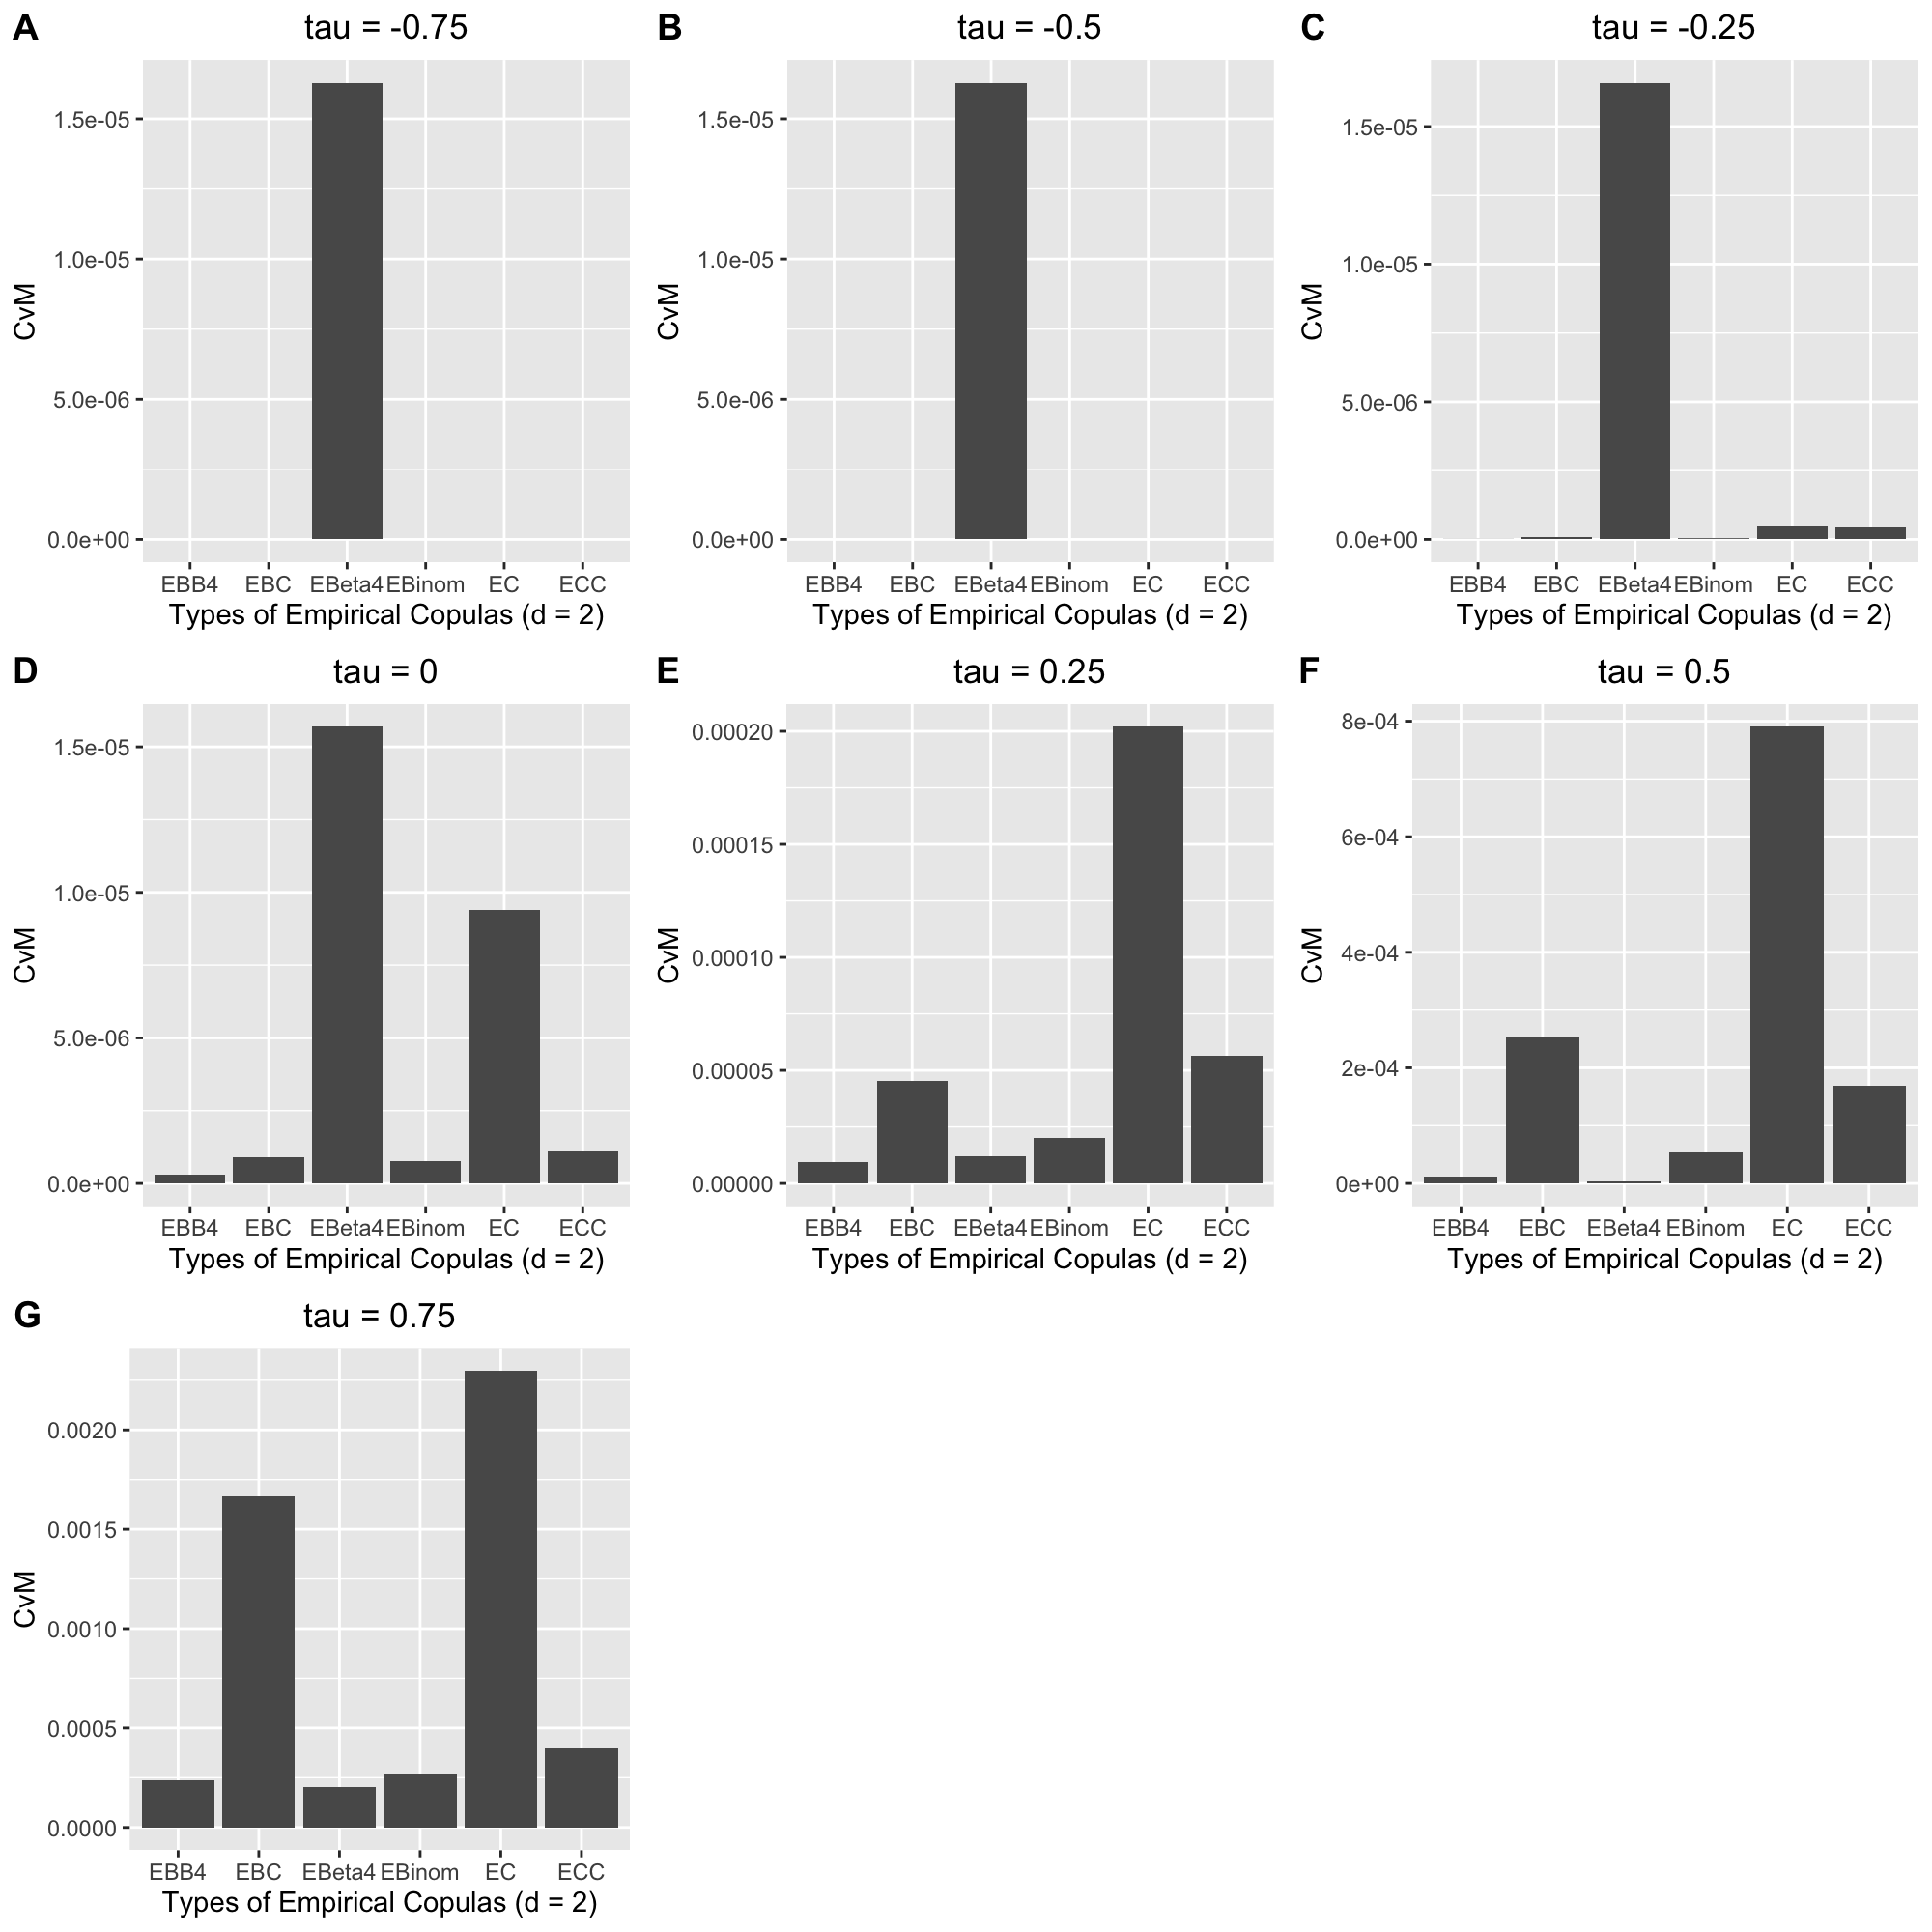 A tau = -0.75
CvM
1.5e-05
1.0e-05
5.0e-06
0.0e+00
EBB4 EBC EBeta4 EBinom EC ECC
Types of Empirical Copulas (d = 2)
B tau = -0.5
CvM
1.5e-05
1.0e-05
5.0e-06
0.0e+00
EBB4 EBC EBeta4 EBinom EC ECC
Types of Empirical Copulas (d = 2)
C tau = -0.25
CvM
1.5e-05
1.0e-05
5.0e-06
0.0e+00
EBB4 EBC EBeta4 EBinom EC ECC
Types of Empirical Copulas (d = 2)
D tau = 0
CvM
1.5e-05
1.0e-05
5.0e-06
0.0e+00
EBB4 EBC EBeta4 EBinom EC ECC
Types of Empirical Copulas (d = 2)
E tau = 0.25
CvM
0.00020
0.00015
0.00010
0.00005
0.00000
EBB4 EBC EBeta4 EBinom EC ECC
Types of Empirical Copulas (d = 2)
F tau = 0.5
CvM
8e-04
6e-04
4e-04
2e-04
0e+00
EBB4 EBC EBeta4 EBinom EC ECC
Types of Empirical Copulas (d = 2)
G tau = 0.75
CvM
0.0020
0.0015
0.0010
0.0005
0.0000
EBB4 EBC EBeta4 EBinom EC ECC
Types of Empirical Copulas (d = 2)